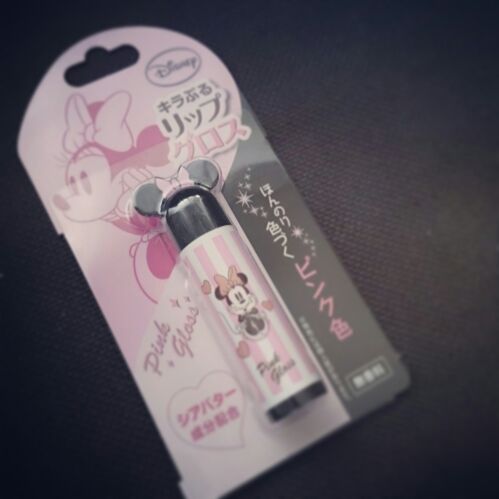 Disney
キラぷる
リップ
グロス
ほんのり
色づく
ピンク色
Pink
Gloss
Pink
Gloss
シアバター
成分配合
無香料